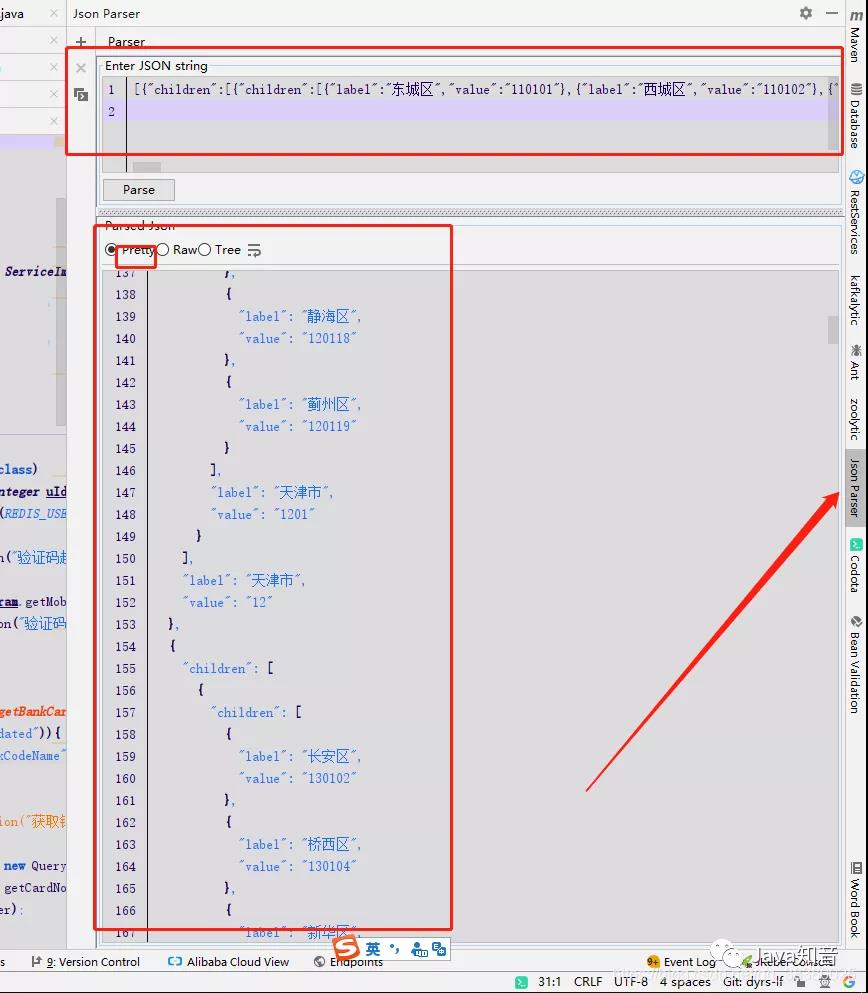 java
Json Parser
Parser
Enter JSON string
1 [{"children":[{"children":[{"label":"东城区","value":"110101"},{"label":"西城区","value":"110102"},{"
2
Parse
Parsed Json
Pretty Raw Tree
137 },
138 {
139 "label": "静海区",
140 "value": "120118"
141 },
142 {
143 "label": "蓟州区",
144 "value": "120119"
145 }
146 ],
147 "label": "天津市",
148 "value": "1201"
149 }
150 ],
151 "label": "天津市",
152 "value": "12"
153 },
154 {
155 "children": [
156 {
157 "children": [
158 {
159 "label": "长安区",
160 "value": "130102"
161 },
162 {
163 "label": "桥西区",
164 "value": "130104"
165 },
166 {
167 "label": "新华区",
ServiceIm
class)
nteger uId
(REDIS_USE
n("验证码
ram.getMob
on("验证码
getBankCar
dated")){
kCodeName"
ion("获取
new Query
getCardNo
er):
m
Maven
Database
RestServices
kafkalytic
Ant
zoolytic
Json Parser
Codota
Bean Validation
Word Book
S 英
s 9: Version Control Alibaba Cloud View Endpoints Event Log JRebel Console
Java知音
31:1 CRLF UTF-8 4 spaces Git: dyrs-lf